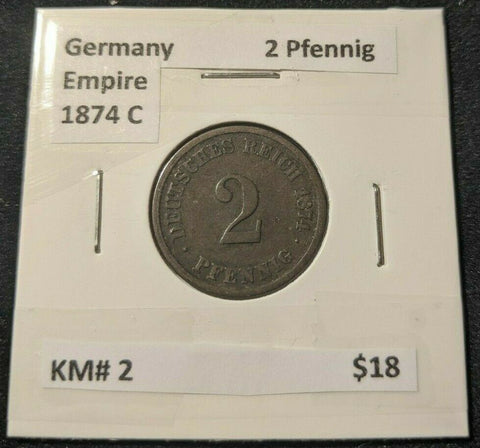 Germany 2 Pfennig
Empire
1874 C
DEUTSCHES REICH 1874
2
· PFENNIG ·
KM# 2 $18